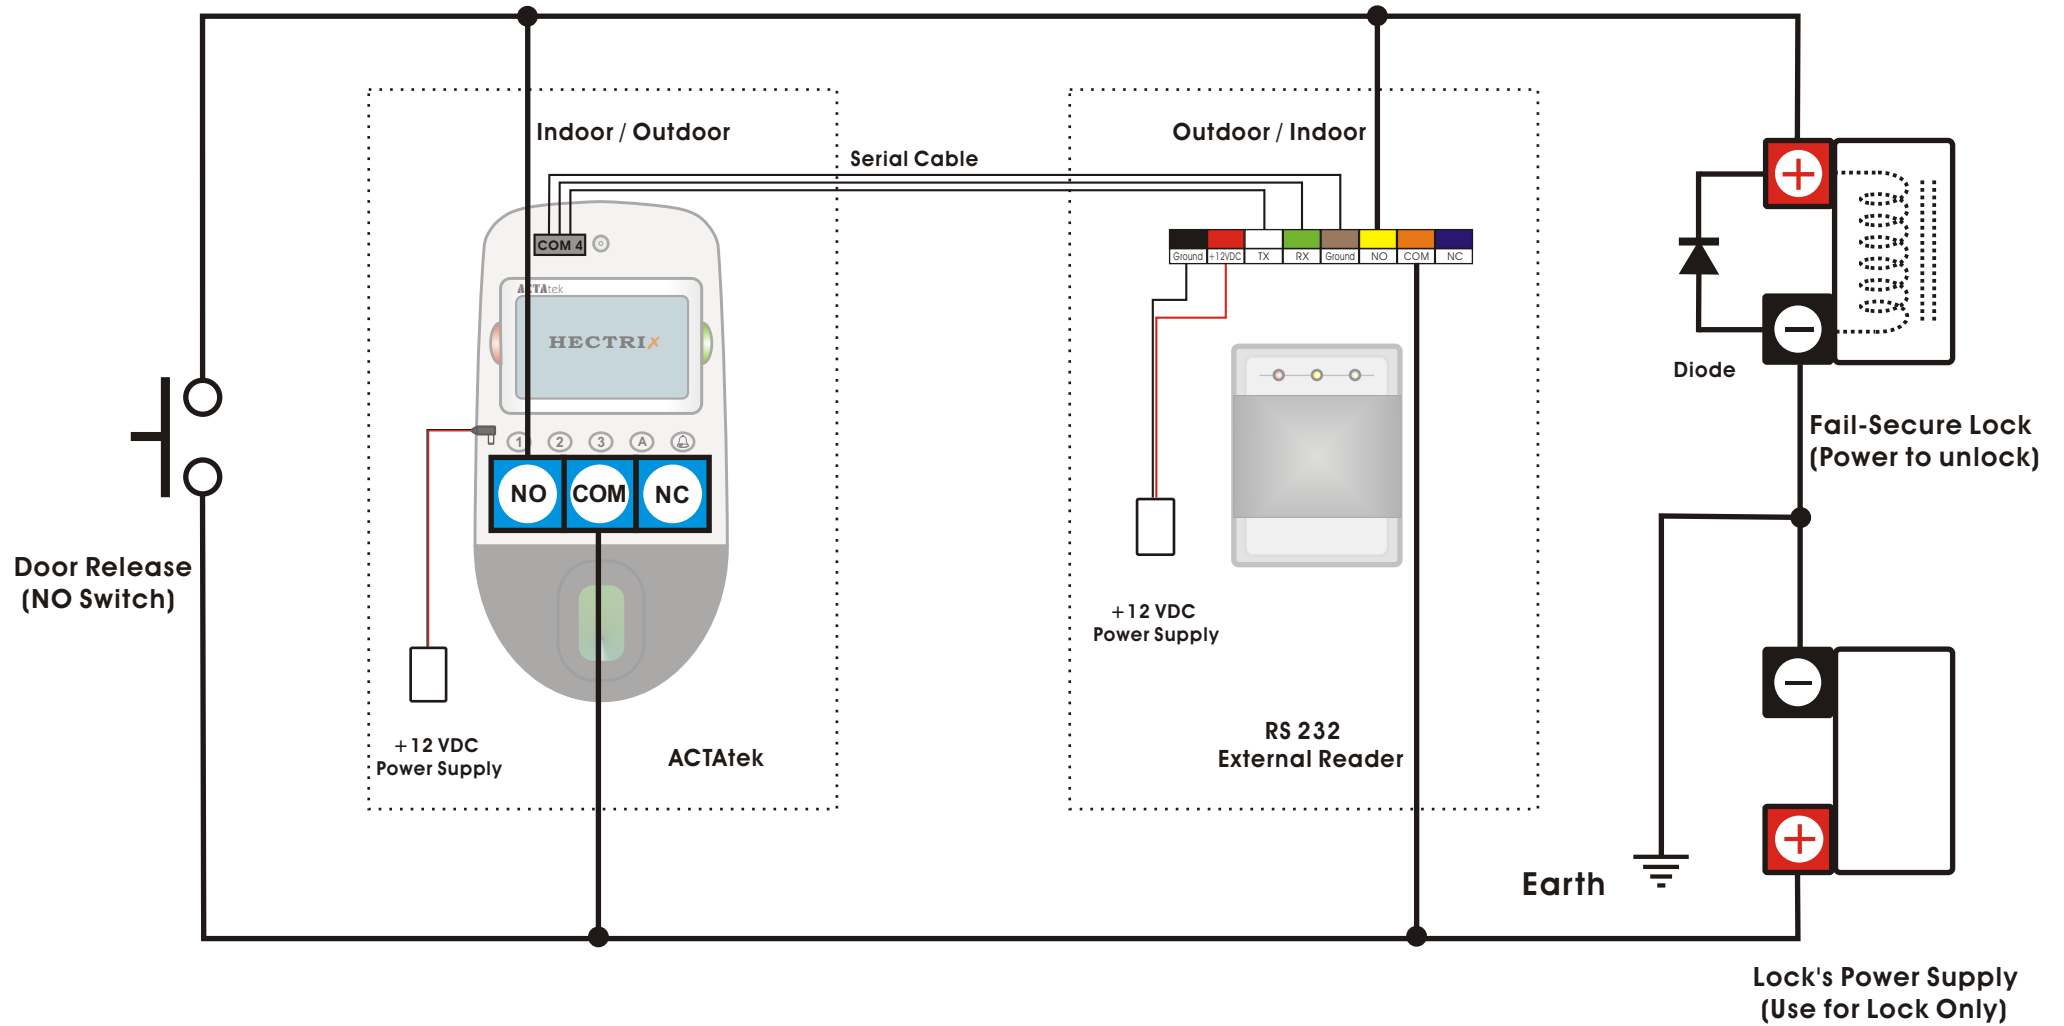 Indoor / Outdoor
Outdoor / Indoor
Serial Cable
COM 4
Ground +12VDC TX RX Ground NO COM NC
ACTAtek
HECTRIX
Diode
Fail-Secure Lock
(Power to unlock)
1 2 3 A
NO COM NC
Door Release
(NO Switch)
+12 VDC
Power Supply
+12 VDC
Power Supply
ACTAtek
RS 232
External Reader
Earth
Lock's Power Supply
(Use for Lock Only)